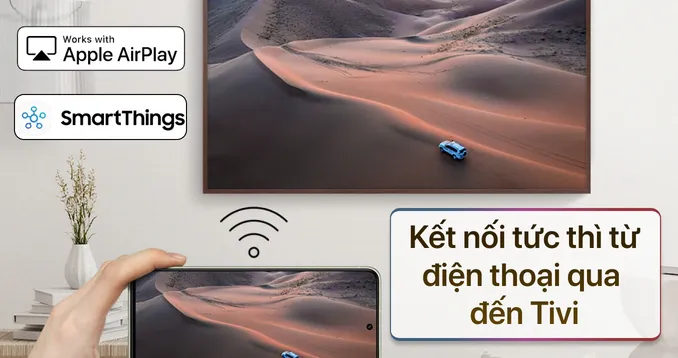 Works with
Apple AirPlay
SmartThings
Kết nối tức thì từ
điện thoại qua
đến Tivi